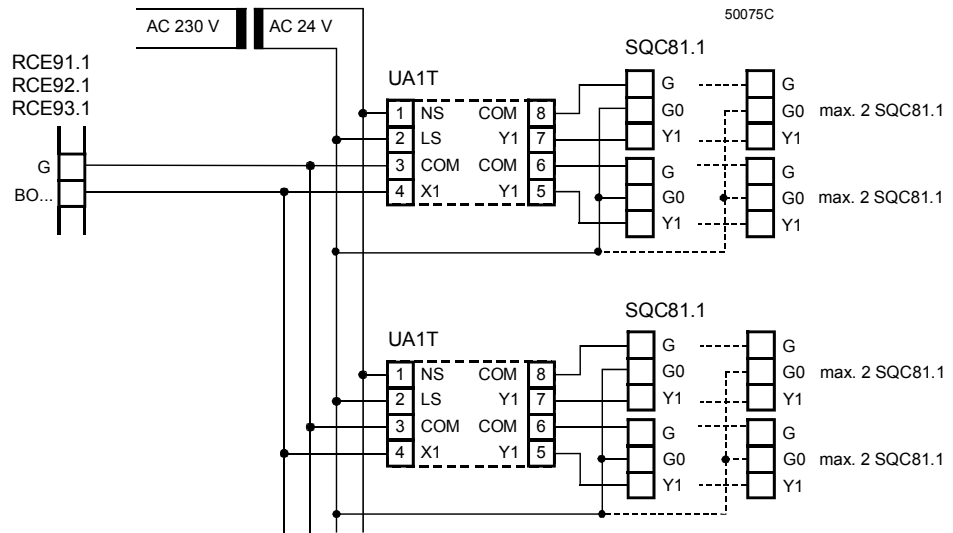 AC 230 V
AC 24 V
50075C
RCE91.1
RCE92.1
RCE93.1
G
BO...
UA1T
1 NS COM 8
2 LS Y1 7
3 COM COM 6
4 X1 Y1 5
SQC81.1
G G
G0 G0 max. 2 SQC81.1
Y1 Y1
G G
G0 G0 max. 2 SQC81.1
Y1 Y1
UA1T
1 NS COM 8
2 LS Y1 7
3 COM COM 6
4 X1 Y1 5
SQC81.1
G G
G0 G0 max. 2 SQC81.1
Y1 Y1
G G
G0 G0 max. 2 SQC81.1
Y1 Y1